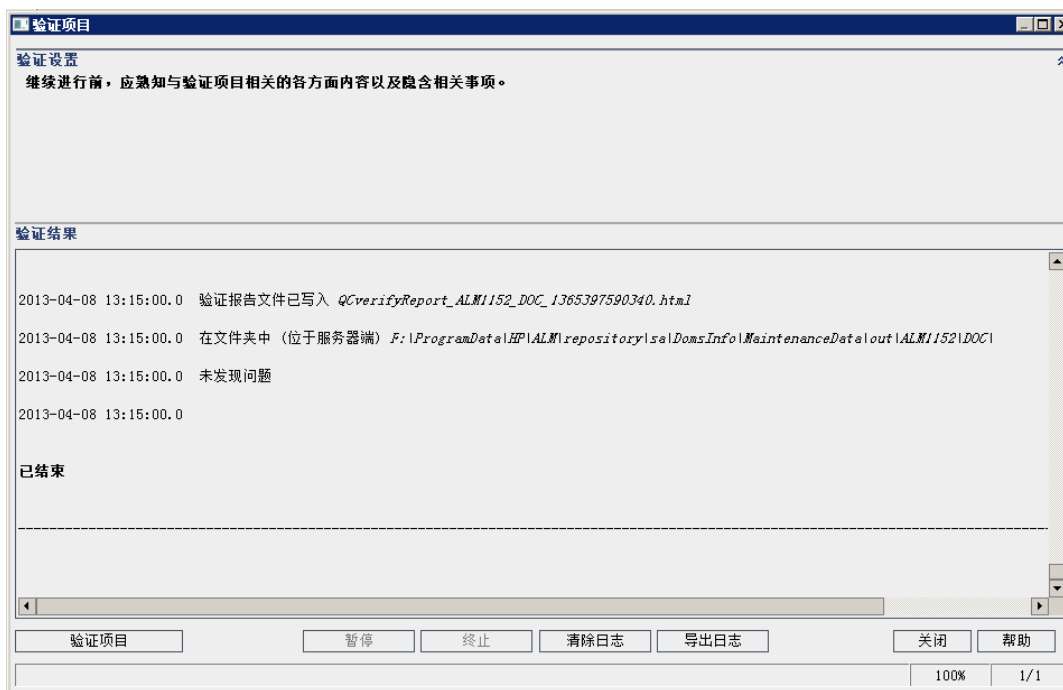 验证项目
验证设置
继续进行前，应熟知与验证项目相关的各方面内容以及隐含相关事项。
验证结果
2013-04-08 13:15:00.0 验证报告文件已写入 QCverifyReport_ALM1152_DOC_1365397590340.html
2013-04-08 13:15:00.0 在文件夹中 (位于服务器端) F:\ProgramData\HP\ALM\repository\sa\DomsInfo\MaintenanceData\out\ALM1152\DOC\
2013-04-08 13:15:00.0 未发现问题
2013-04-08 13:15:00.0
已结束
验证项目 暂停 终止 清除日志 导出日志 关闭 帮助
100% 1/1